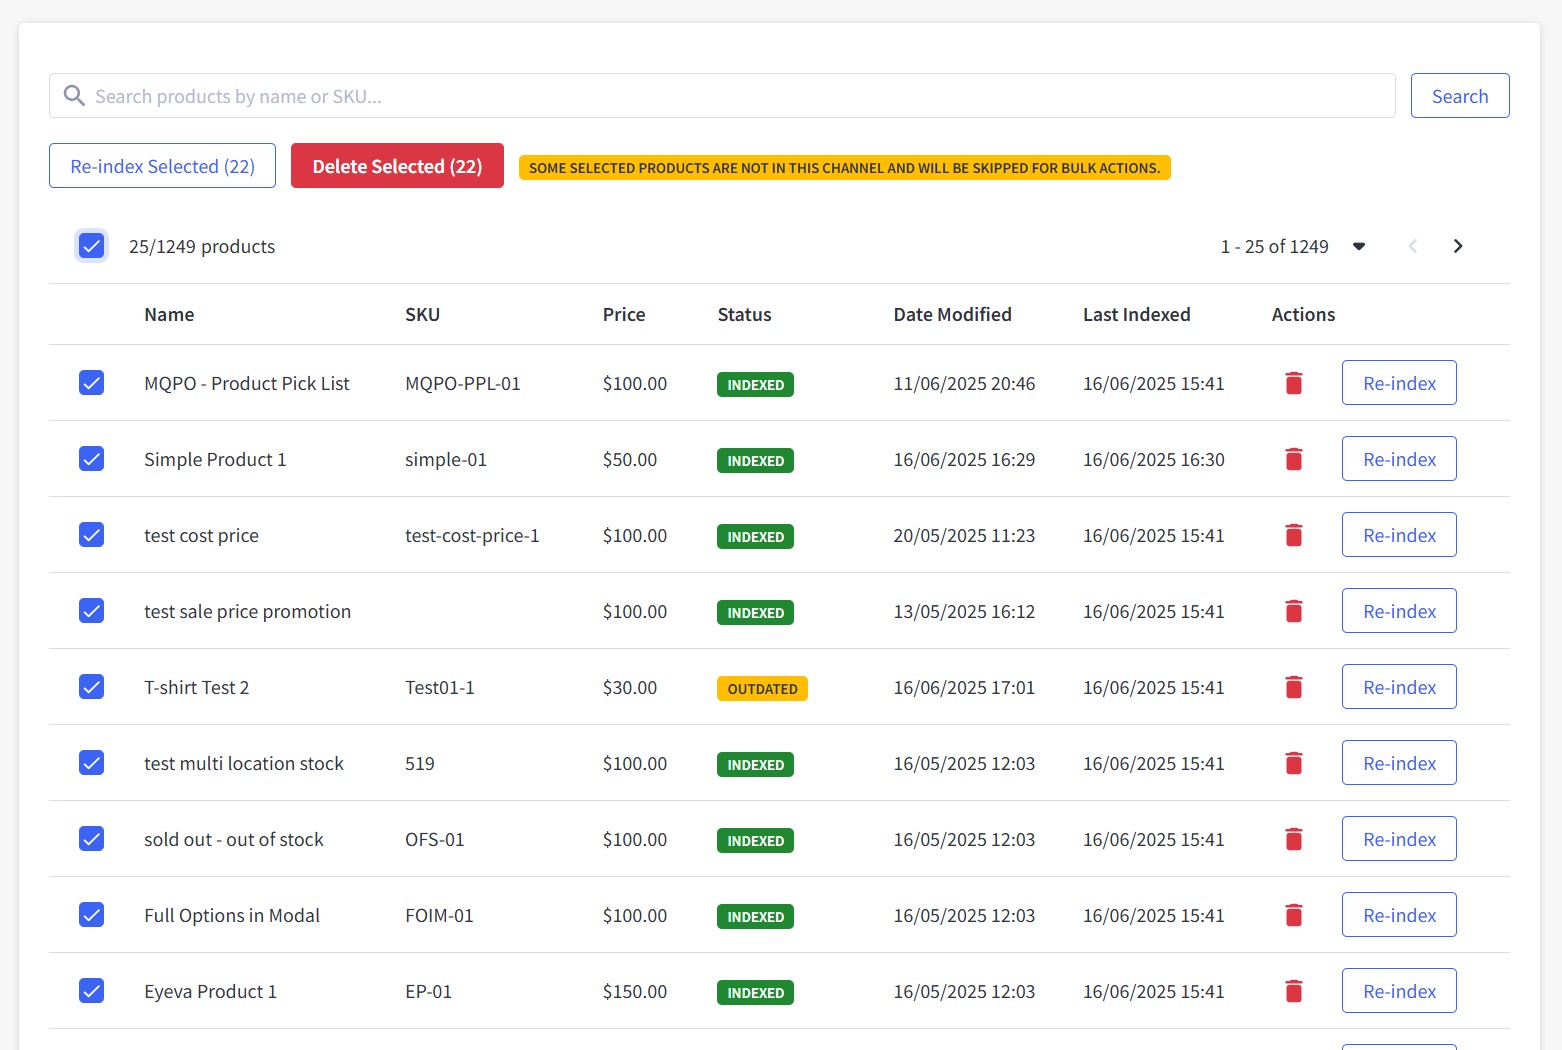 Search products by name or SKU...
Search
Re-index Selected (22)
Delete Selected (22)
SOME SELECTED PRODUCTS ARE NOT IN THIS CHANNEL AND WILL BE SKIPPED FOR BULK ACTIONS.
25/1249 products
1 - 25 of 1249
Name SKU Price Status Date Modified Last Indexed Actions
MQPO - Product Pick List MQPO-PPL-01 $100.00 INDEXED 11/06/2025 20:46 16/06/2025 15:41 Re-index
Simple Product 1 simple-01 $50.00 INDEXED 16/06/2025 16:29 16/06/2025 16:30 Re-index
test cost price test-cost-price-1 $100.00 INDEXED 20/05/2025 11:23 16/06/2025 15:41 Re-index
test sale price promotion $100.00 INDEXED 13/05/2025 16:12 16/06/2025 15:41 Re-index
T-shirt Test 2 Test01-1 $30.00 OUTDATED 16/06/2025 17:01 16/06/2025 15:41 Re-index
test multi location stock 519 $100.00 INDEXED 16/05/2025 12:03 16/06/2025 15:41 Re-index
sold out - out of stock OFS-01 $100.00 INDEXED 16/05/2025 12:03 16/06/2025 15:41 Re-index
Full Options in Modal FOIM-01 $100.00 INDEXED 16/05/2025 12:03 16/06/2025 15:41 Re-index
Eyeva Product 1 EP-01 $150.00 INDEXED 16/05/2025 12:03 16/06/2025 15:41 Re-index